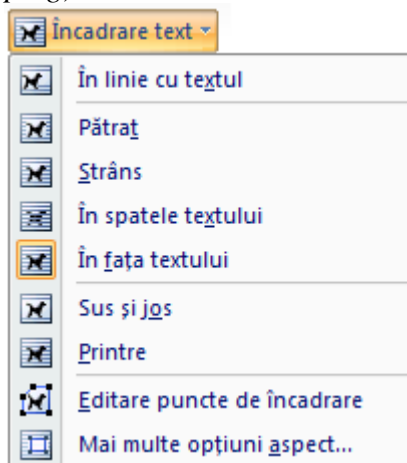 Încadrare text
În linie cu textul
Pătrat
Strâns
În spatele textului
În fața textului
Sus și jos
Printre
Editare puncte de încadrare
Mai multe opțiuni aspect...